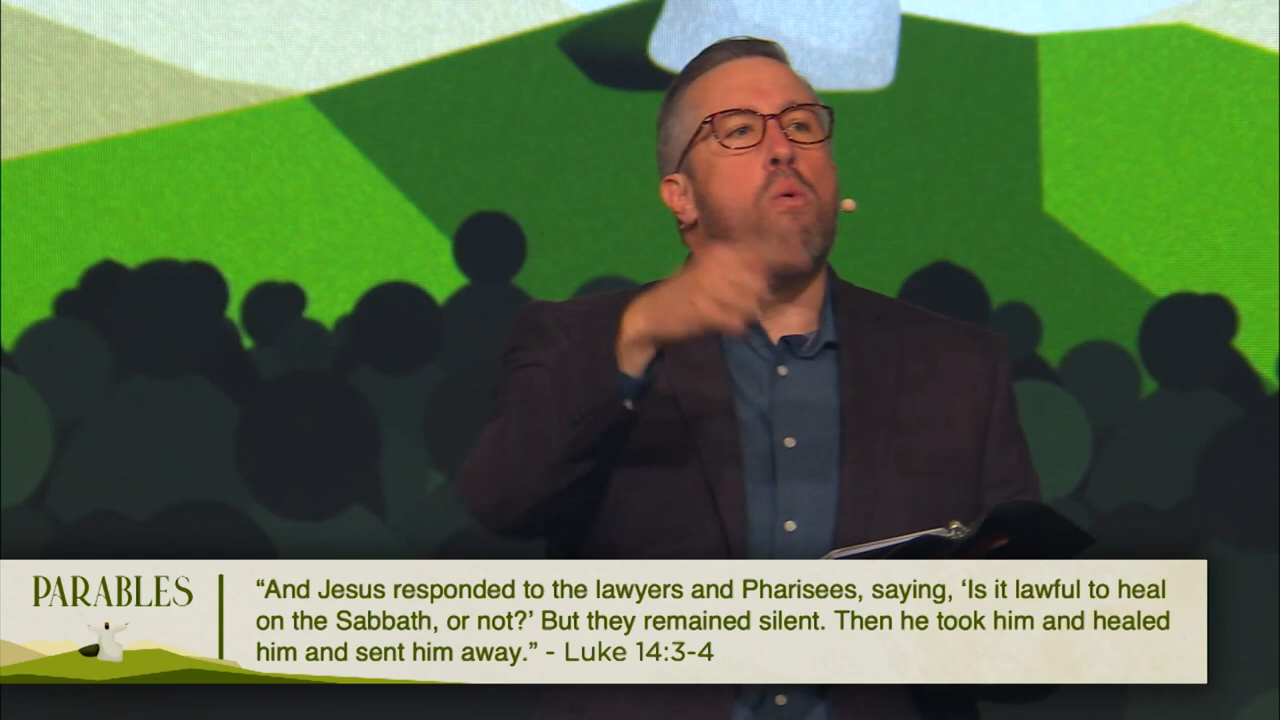 PARABLES
“And Jesus responded to the lawyers and Pharisees, saying, ‘Is it lawful to heal
on the Sabbath, or not?’ But they remained silent. Then he took him and healed
him and sent him away.” - Luke 14:3-4